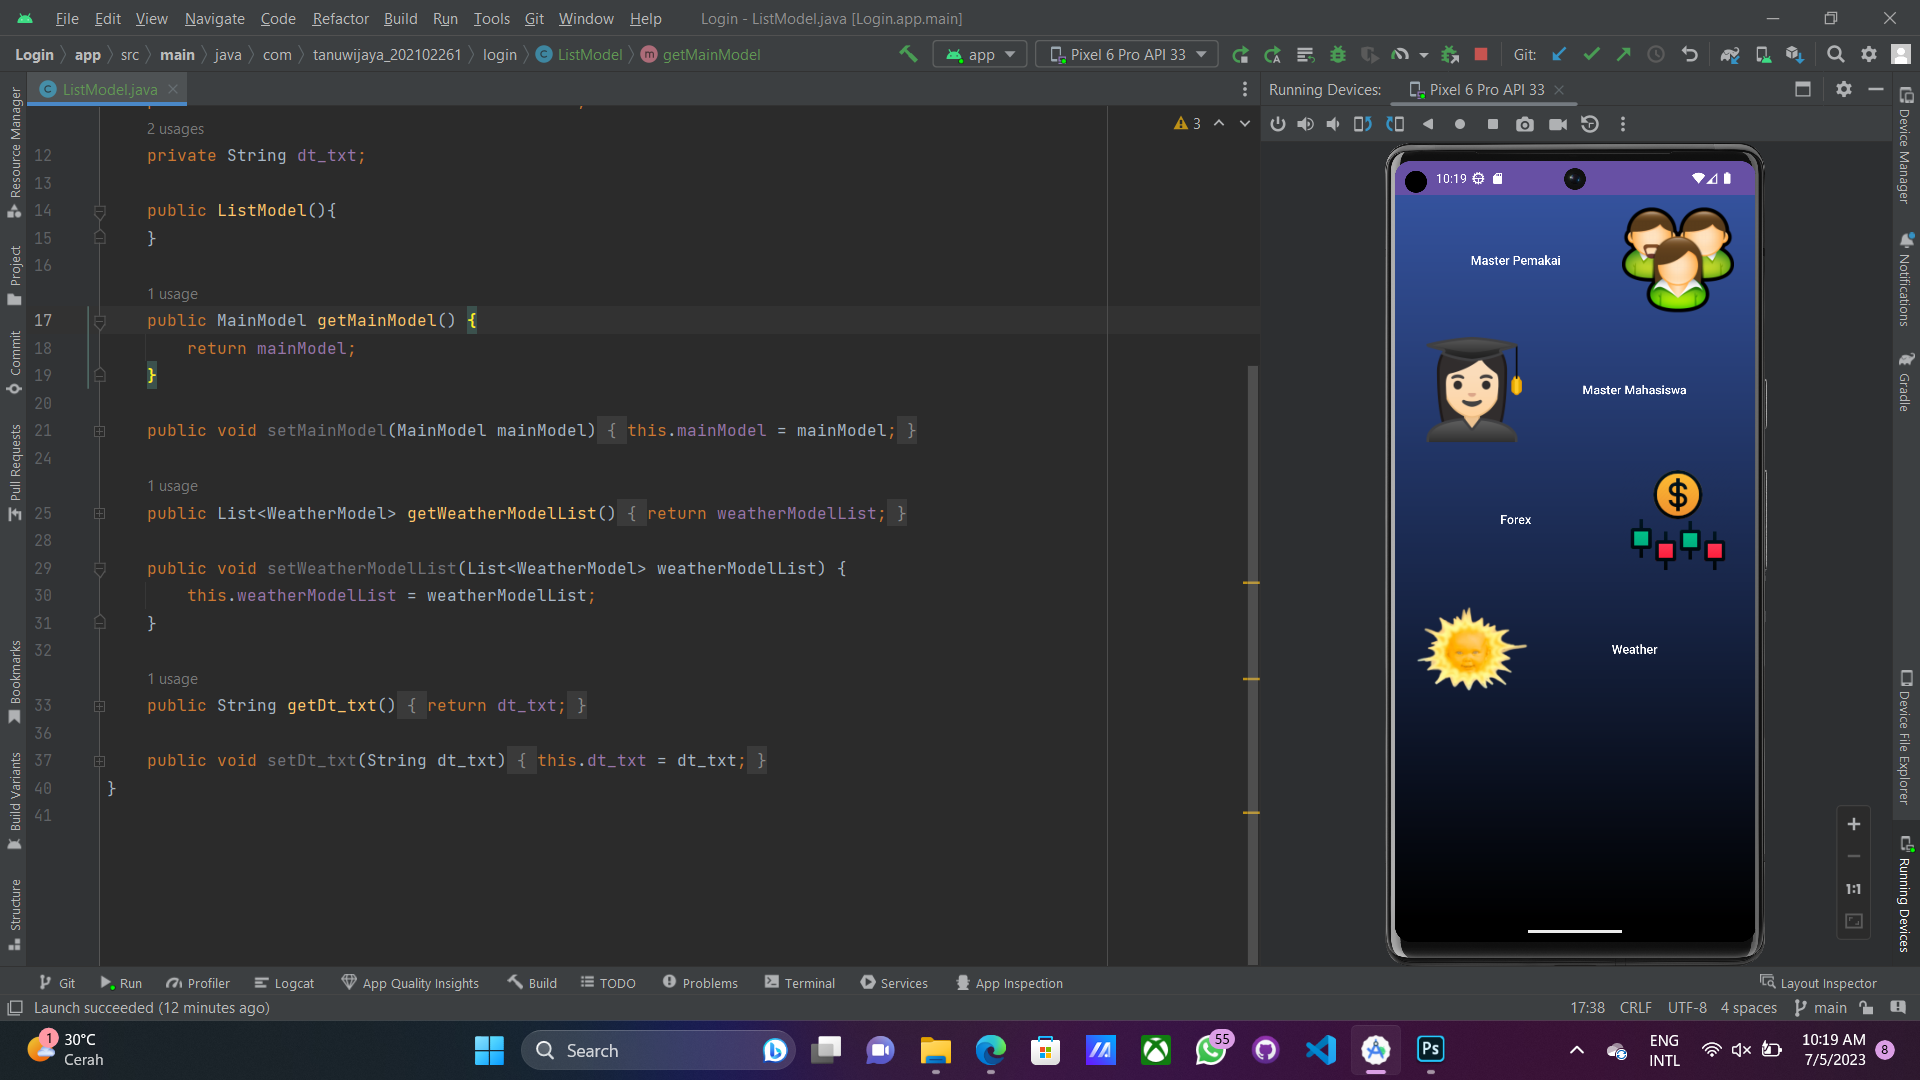 File Edit View Navigate Code Refactor Build Run Tools Git Window Help Login - ListModel.java [Login.app.main]
Login app src main java com tanuwijaya_202102261 login ListModel getMainModel app Pixel 6 Pro API 33 Git:
ListModel.java
Running Devices: Pixel 6 Pro API 33
3
2 usages
12 private String dt_txt;
13
14 public ListModel(){
15 }
16
1 usage
17 public MainModel getMainModel() {
18 return mainModel;
19 }
20
21 public void setMainModel(MainModel mainModel) { this.mainModel = mainModel; }
24
1 usage
25 public List<WeatherModel> getWeatherModelList() { return weatherModelList; }
28
29 public void setWeatherModelList(List<WeatherModel> weatherModelList) {
30 this.weatherModelList = weatherModelList;
31 }
32
1 usage
33 public String getDt_txt() { return dt_txt; }
36
37 public void setDt_txt(String dt_txt) { this.dt_txt = dt_txt; }
40 }
41
Resource Manager
Project
Commit
Pull Requests
Bookmarks
Build Variants
Structure
10:19
Master Pemakai
Master Mahasiswa
Forex
Weather
1:1
Device Manager
Notifications
Gradle
Device File Explorer
Running Devices
Git Run Profiler Logcat App Quality Insights Build TODO Problems Terminal Services App Inspection Layout Inspector
Launch succeeded (12 minutes ago) 17:38 CRLF UTF-8 4 spaces main
1
30°C
Cerah
Search
55
Ps
ENG
INTL
10:19 AM
7/5/2023
8